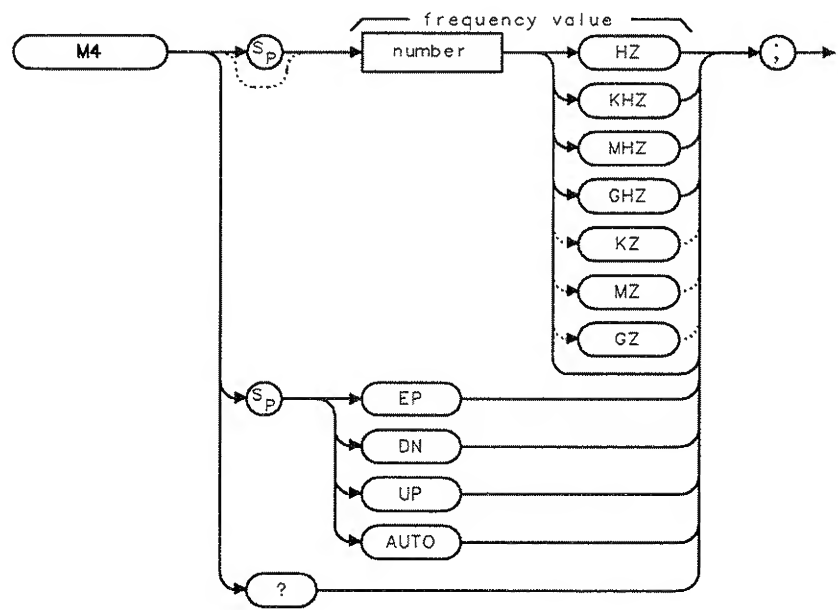 frequency value
M4 SP number HZ ;
KHZ
MHZ
GHZ
KZ
MZ
GZ
SP EP
DN
UP
AUTO
?